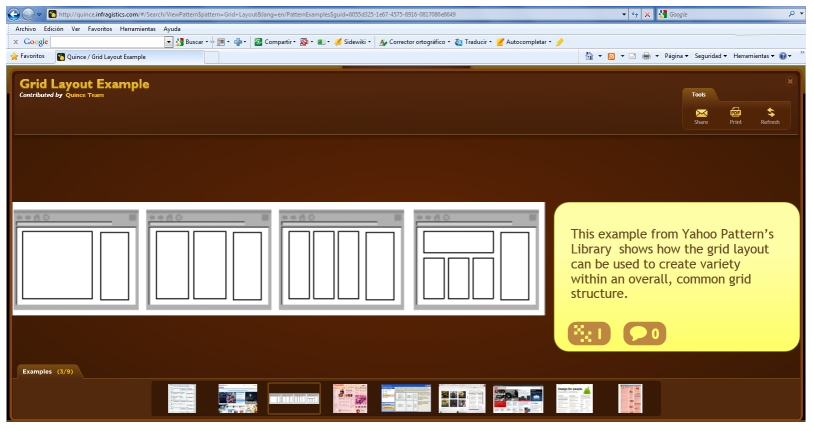 http://quince.infragistics.com/#/Search/ViewPattern$pattern=Grid+Layout&lang=en/PatternExamples$guid=6055d325-1e67-4575-8916-0817086e8649
Google
Archivo Edición Ver Favoritos Herramientas Ayuda
x Google Buscar Compartir Sidewiki Corrector ortográfico Traducir Autocompletar
Favoritos Quince / Grid Layout Example Página Seguridad Herramientas
Grid Layout Example
Contributed by Quince Team
Tools
Share Print Refresh
This example from Yahoo Pattern's
Library shows how the grid layout
can be used to create variety
within an overall, common grid
structure.
1 0
Examples (3/9)